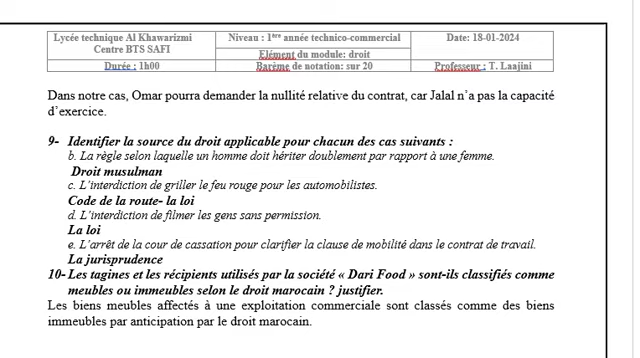 Lycée technique Al Khawarizmi
Centre BTS SAFI
Niveau : 1ère année technico-commercial
Date: 18-01-2024
Elément du module: droit
Durée : 1h00
Barème de notation: sur 20
Professeur : T. Laajini
Dans notre cas, Omar pourra demander la nullité relative du contrat, car Jalal n’a pas la capacité
d’exercice.
9- Identifier la source du droit applicable pour chacun des cas suivants :
b. La règle selon laquelle un homme doit hériter doublement par rapport à une femme.
Droit musulman
c. L’interdiction de griller le feu rouge pour les automobilistes.
Code de la route- la loi
d. L’interdiction de filmer les gens sans permission.
La loi
e. L’arrêt de la cour de cassation pour clarifier la clause de mobilité dans le contrat de travail.
La jurisprudence
10- Les tagines et les récipients utilisés par la société « Dari Food » sont-ils classifiés comme
meubles ou immeubles selon le droit marocain ? justifier.
Les biens meubles affectés à une exploitation commerciale sont classés comme des biens
immeubles par anticipation par le droit marocain.